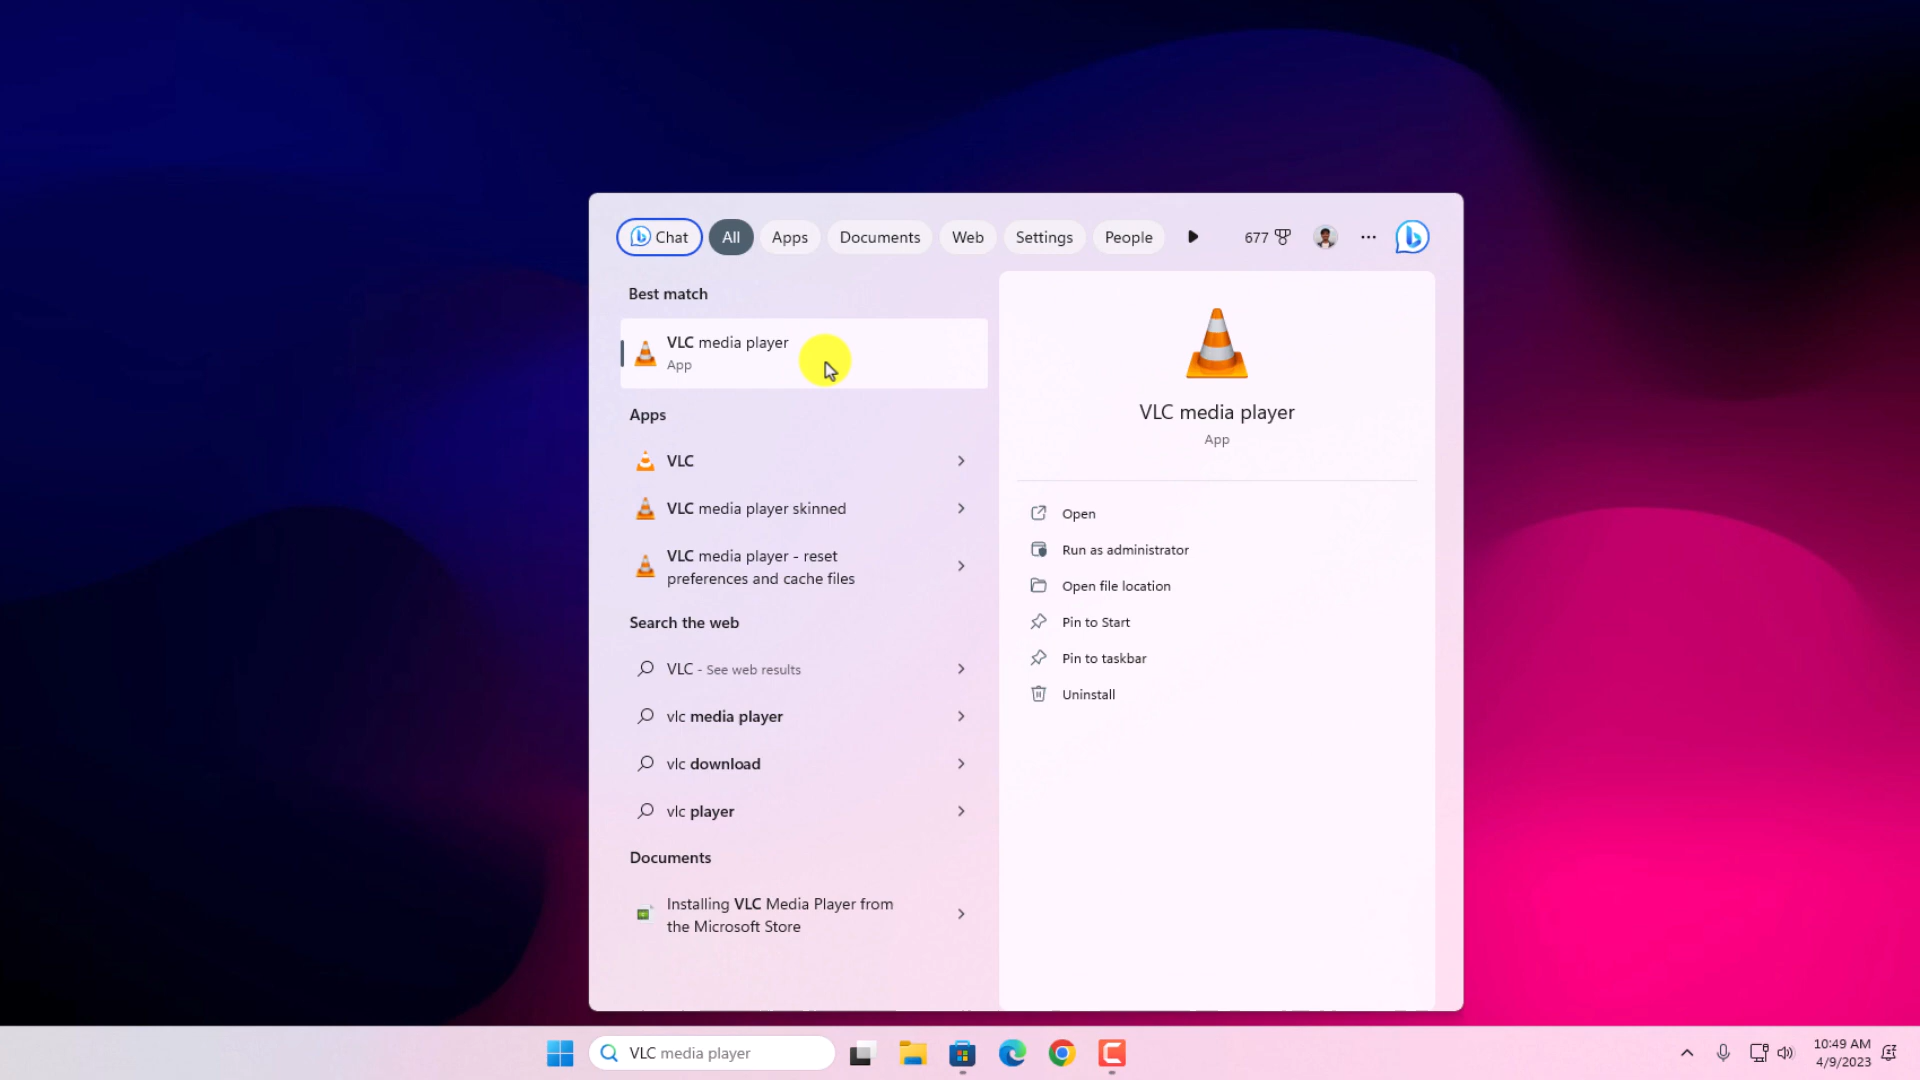 Chat
All
Apps
Documents
Web
Settings
People
677
Best match
VLC media player
App
Apps
VLC
VLC media player skinned
VLC media player - reset
preferences and cache files
Search the web
VLC - See web results
vlc media player
vlc download
vlc player
Documents
Installing VLC Media Player from
the Microsoft Store
VLC media player
App
Open
Run as administrator
Open file location
Pin to Start
Pin to taskbar
Uninstall
VLC media player
10:49 AM
4/9/2023